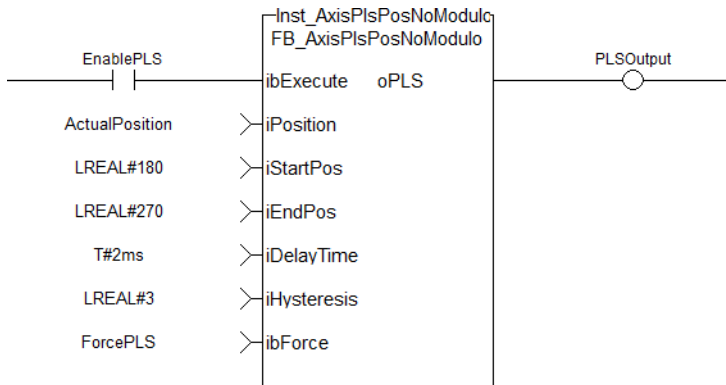 Inst_AxisPlsPosNoModulo
FB_AxisPlsPosNoModulo
EnablePLS
PLSOutput
ibExecute oPLS
ActualPosition iPosition
LREAL#180 iStartPos
LREAL#270 iEndPos
T#2ms iDelayTime
LREAL#3 iHysteresis
ForcePLS ibForce